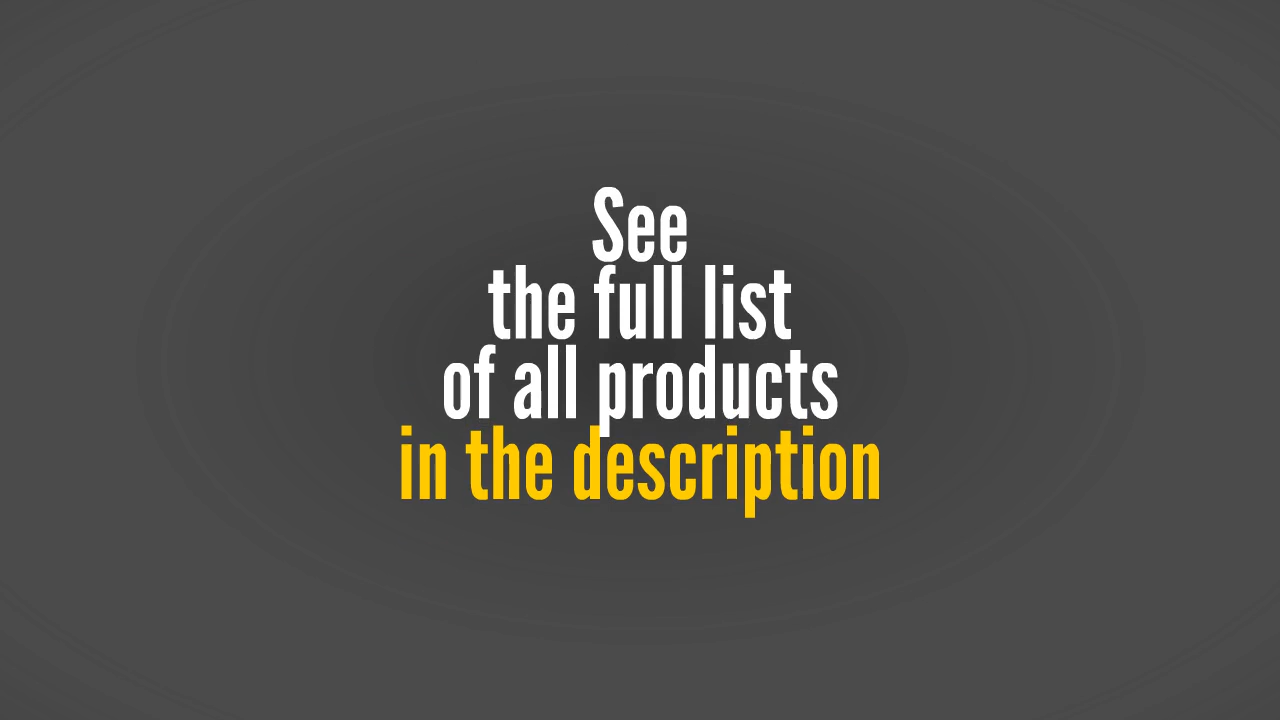 See
the full list
of all products
in the description